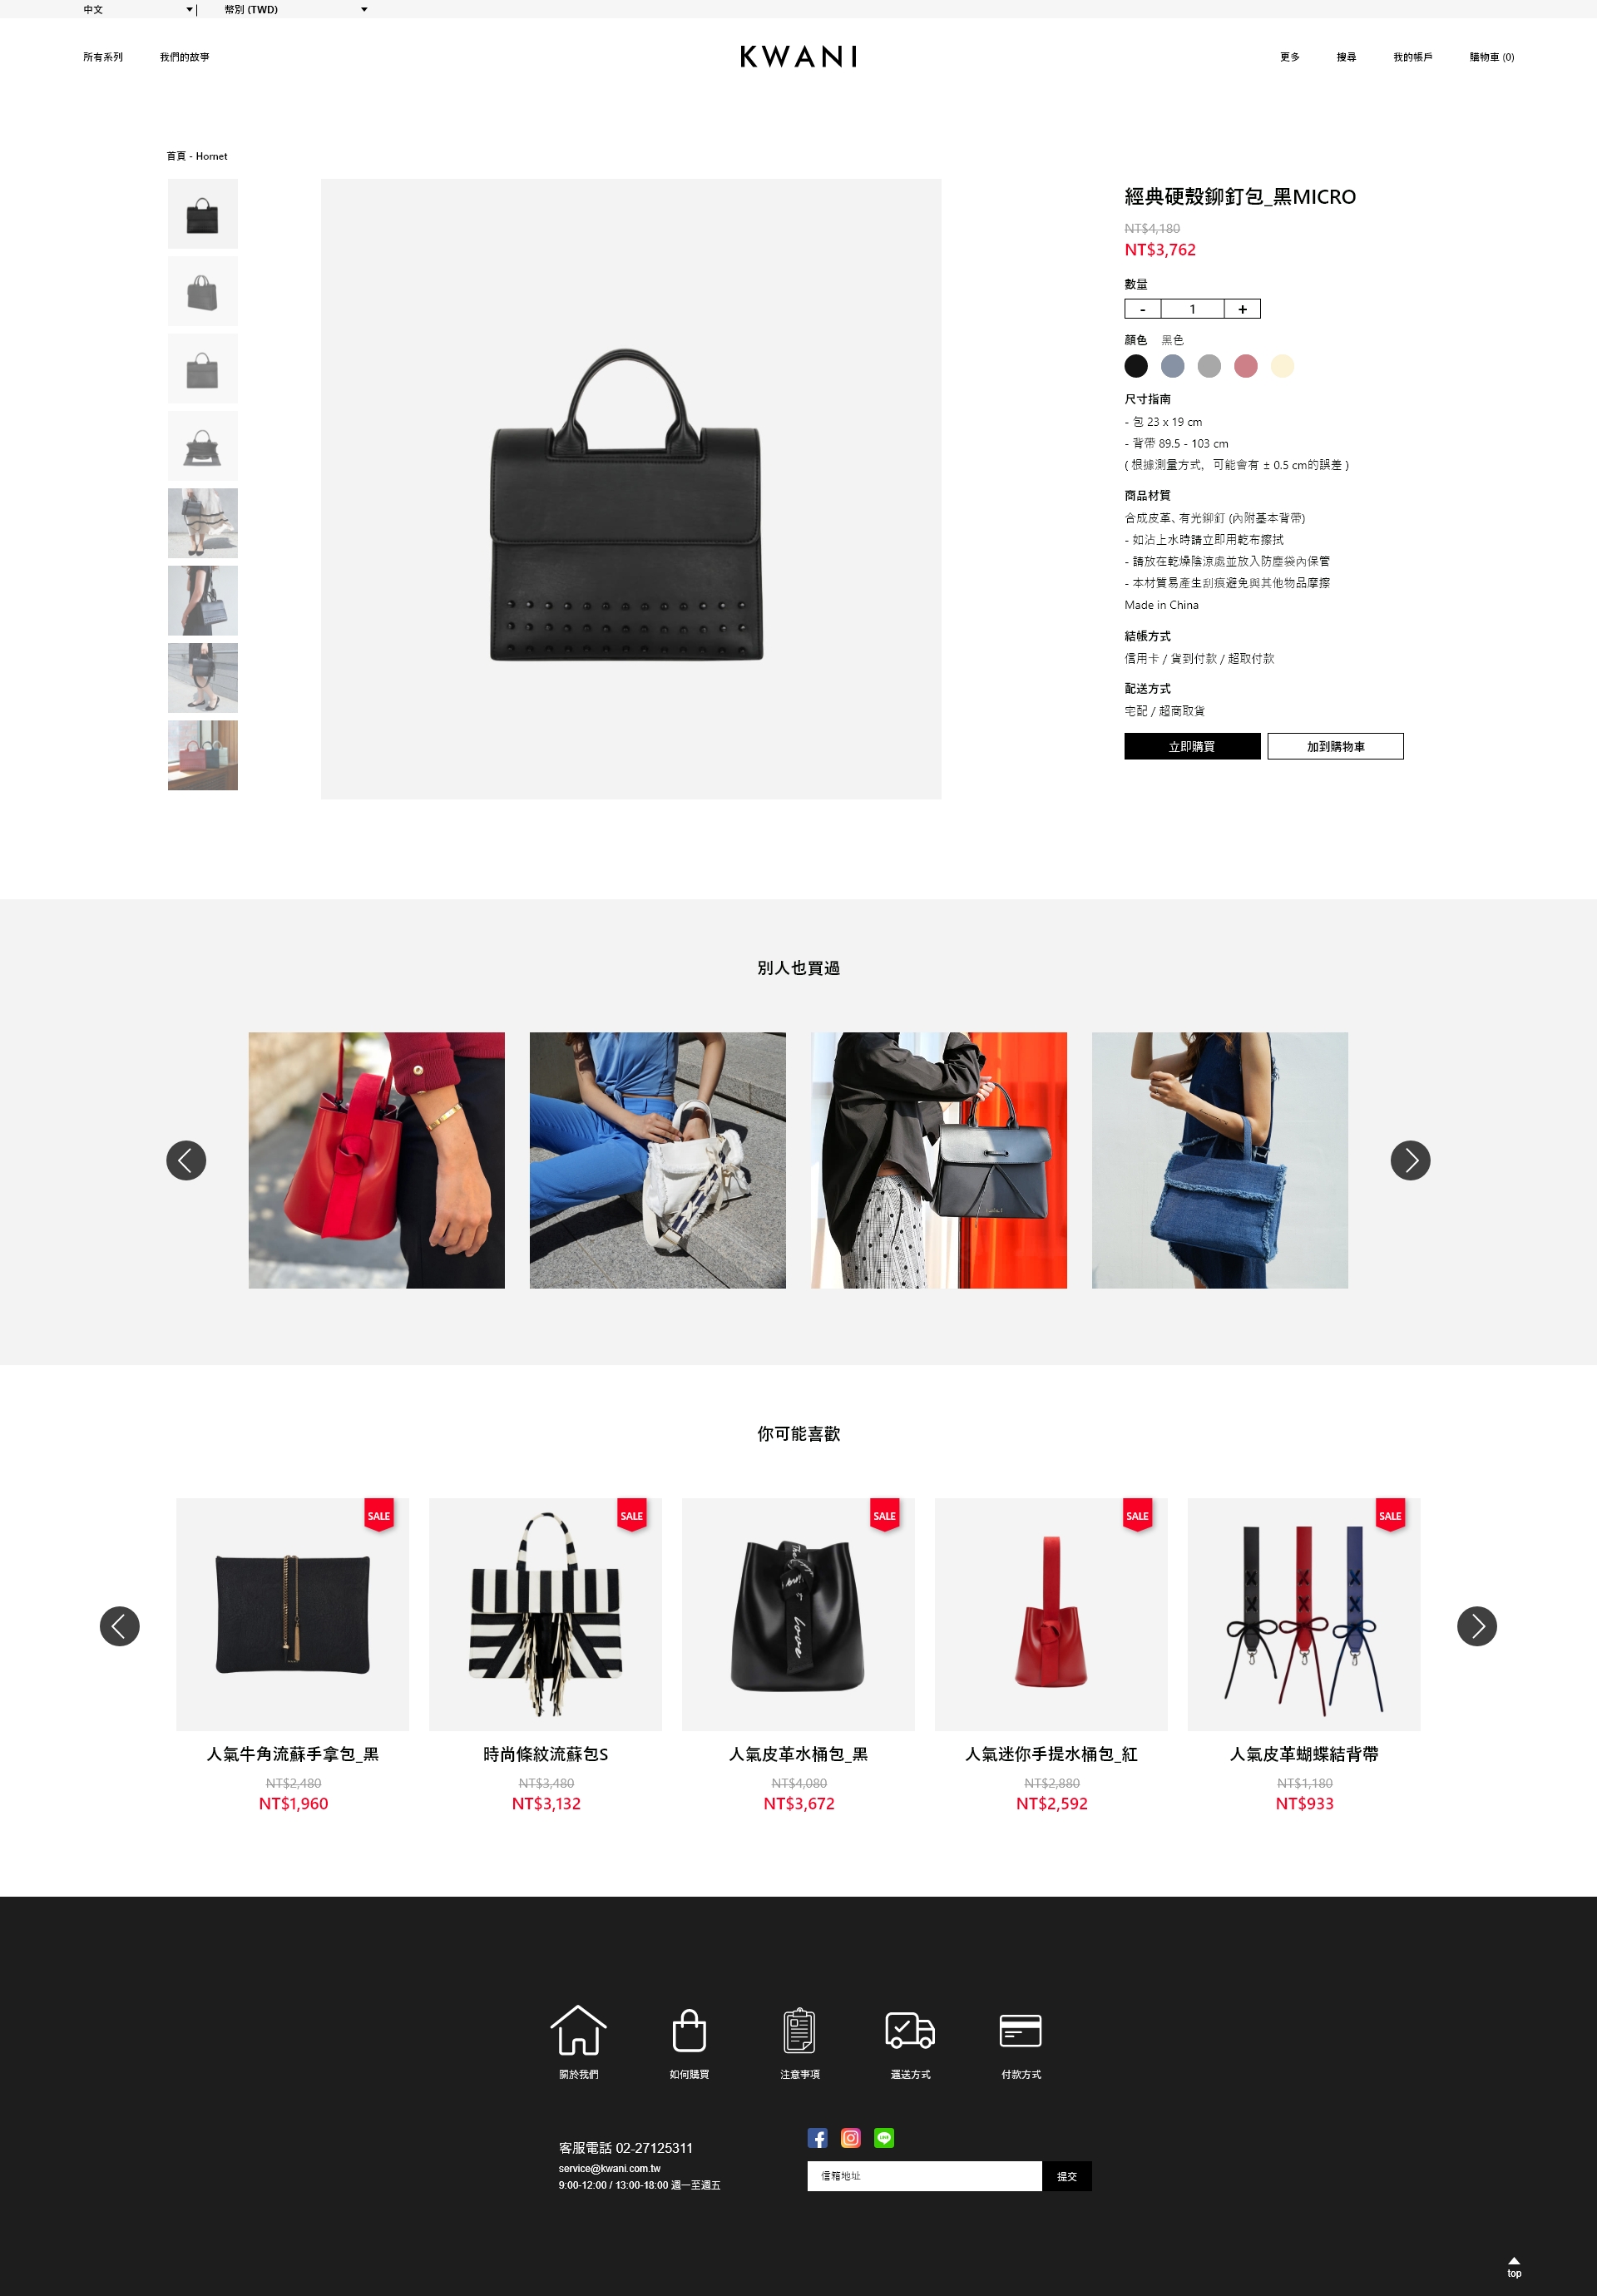 中文
幣別 (TWD)
所有系列
我們的故事
KWANI
更多
搜尋
我的帳戶
購物車 (0)
首頁 - Hornet
經典硬殼鉚釘包_黑MICRO
NT$4,180
NT$3,762
數量
- 1 +
顏色 黑色
尺寸指南
- 包 23 x 19 cm
- 背帶 89.5 - 103 cm
( 根據測量方式，可能會有 ± 0.5 cm的誤差 )
商品材質
合成皮革、有光鉚釘 (內附基本背帶)
- 如沾上水時請立即用乾布擦拭
- 請放在乾燥陰涼處並放入防塵袋內保管
- 本材質易產生刮痕避免與其他物品摩擦
Made in China
結帳方式
信用卡 / 貨到付款 / 超取付款
配送方式
宅配 / 超商取貨
立即購買
加到購物車
別人也買過
你可能喜歡
SALE
SALE
SALE
SALE
SALE
人氣牛角流蘇手拿包_黑
NT$2,480
NT$1,960
時尚條紋流蘇包S
NT$3,480
NT$3,132
人氣皮革水桶包_黑
NT$4,080
NT$3,672
人氣迷你手提水桶包_紅
NT$2,880
NT$2,592
人氣皮革蝴蝶結背帶
NT$1,180
NT$933
關於我們
如何購買
注意事項
運送方式
付款方式
客服電話 02-27125311
service@kwani.com.tw
9:00-12:00 / 13:00-18:00 週一至週五
信箱地址
提交
top